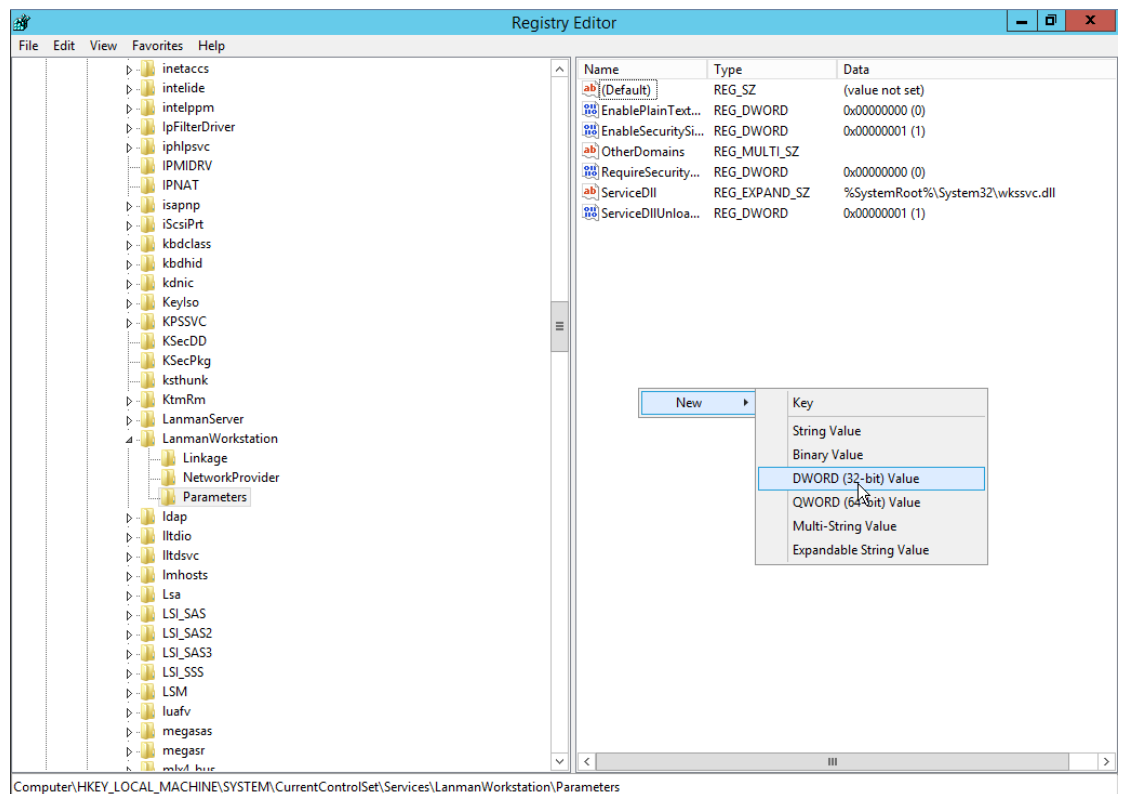 Registry Editor
File Edit View Favorites Help
inetaccs
intelide
intelppm
IpFilterDriver
iphlpsvc
IPMIDRV
IPNAT
isapnp
iScsiPrt
kbdclass
kbdhid
kdnic
KeyIso
KPSSVC
KSecDD
KSecPkg
ksthunk
KtmRm
LanmanServer
LanmanWorkstation
Linkage
NetworkProvider
Parameters
ldap
lltdio
lltdsvc
lmhosts
Lsa
LSI_SAS
LSI_SAS2
LSI_SAS3
LSI_SSS
LSM
luafv
megasas
megasr
mlx4_bus
Name Type Data
(Default) REG_SZ (value not set)
EnablePlainText... REG_DWORD 0x00000000 (0)
EnableSecuritySi... REG_DWORD 0x00000001 (1)
OtherDomains REG_MULTI_SZ
RequireSecurity... REG_DWORD 0x00000000 (0)
ServiceDll REG_EXPAND_SZ %SystemRoot%\System32\wkssvc.dll
ServiceDllUnloa... REG_DWORD 0x00000001 (1)
New
Key
String Value
Binary Value
DWORD (32-bit) Value
QWORD (64-bit) Value
Multi-String Value
Expandable String Value
Computer\HKEY_LOCAL_MACHINE\SYSTEM\CurrentControlSet\Services\LanmanWorkstation\Parameters